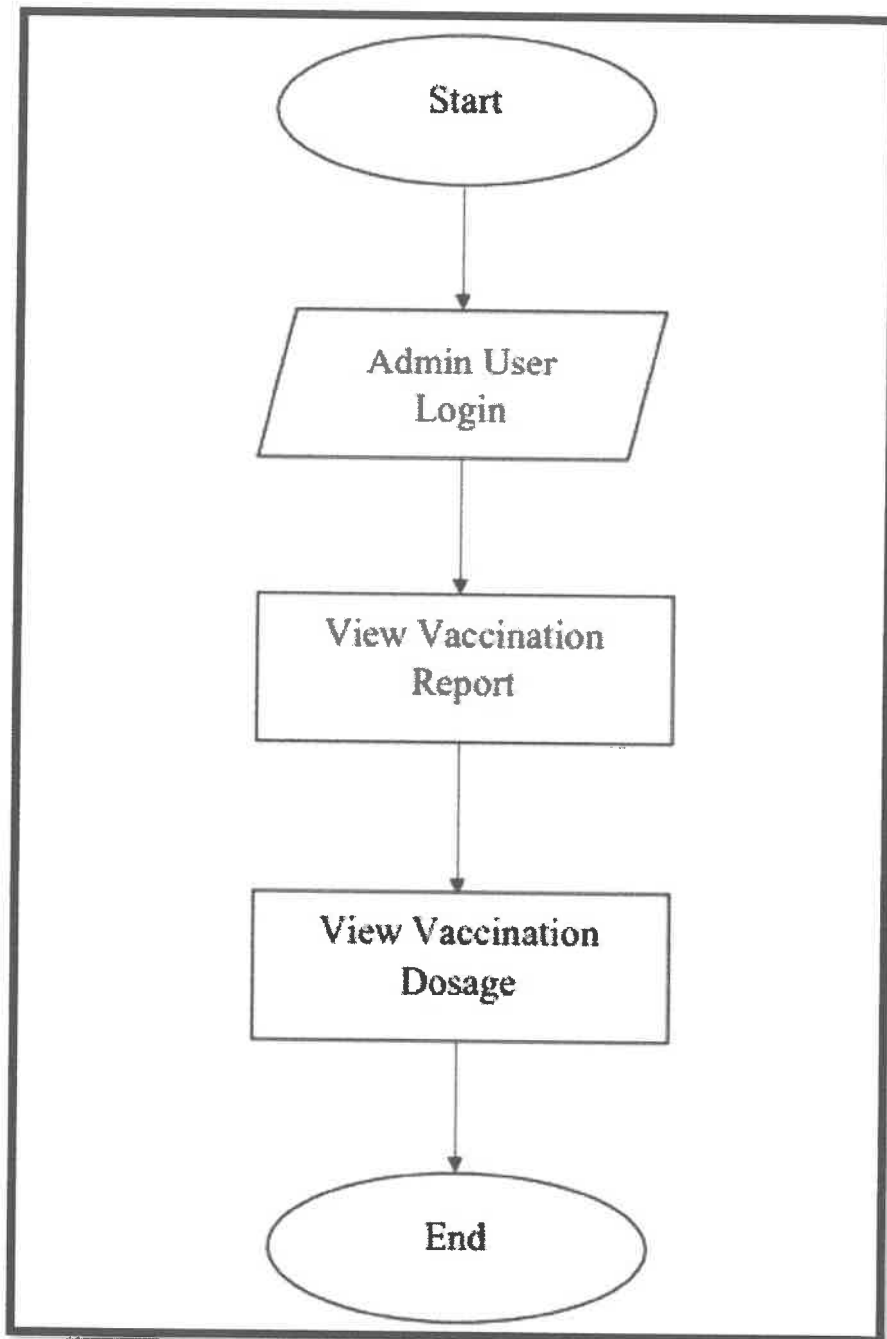 Start
Admin User
Login
View Vaccination
Report
View Vaccination
Dosage
End